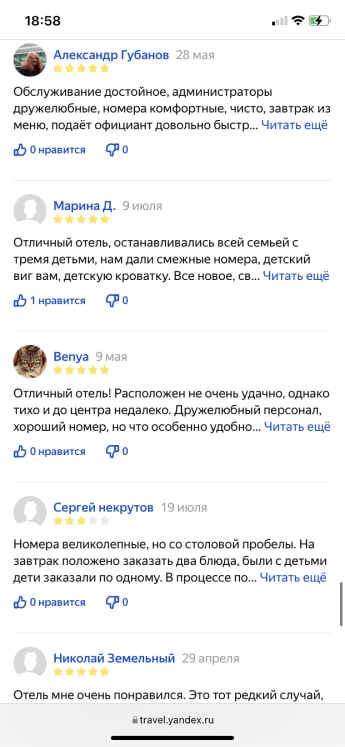 18:58
Александр Губанов 28 мая
Обслуживание достойное, администраторы
дружелюбные, номера комфортные, чисто, завтрак из
меню, подаёт официант довольно быстр... Читать ещё
0 нравится 0
Марина Д. 9 июля
Отличный отель, останавливались всей семьей с
тремя детьми, нам дали смежные номера, детский
виг вам, детскую кроватку. Все новое, св... Читать ещё
1 нравится 0
Benya 9 мая
Отличный отель! Расположен не очень удачно, однако
тихо и до центра недалеко. Дружелюбный персонал,
хороший номер, но что особенно удобно... Читать ещё
0 нравится 0
Сергей некрутов 19 июля
Номера великолепные, но со столовой пробелы. На
завтрак положено заказать два блюда, были с детьми
дети заказали по одному. В процессе по... Читать ещё
0 нравится 0
Николай Земельный 29 апреля
Отель мне очень понравился. Это тот редкий случай,
travel.yandex.ru